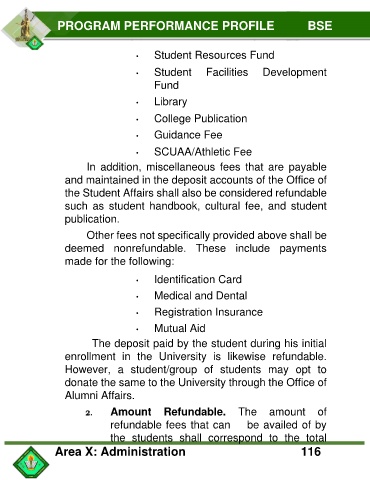 PROGRAM PERFORMANCE PROFILE BSE
· Student Resources Fund
· Student Facilities Development
Fund
· Library
· College Publication
· Guidance Fee
· SCUAA/Athletic Fee
In addition, miscellaneous fees that are payable
and maintained in the deposit accounts of the Office of
the Student Affairs shall also be considered refundable
such as student handbook, cultural fee, and student
publication.
Other fees not specifically provided above shall be
deemed nonrefundable. These include payments
made for the following:
· Identification Card
· Medical and Dental
· Registration Insurance
· Mutual Aid
The deposit paid by the student during his initial
enrollment in the University is likewise refundable.
However, a student/group of students may opt to
donate the same to the University through the Office of
Alumni Affairs.
2. Amount Refundable. The amount of
refundable fees that can be availed of by
the students shall correspond to the total
Area X: Administration 116